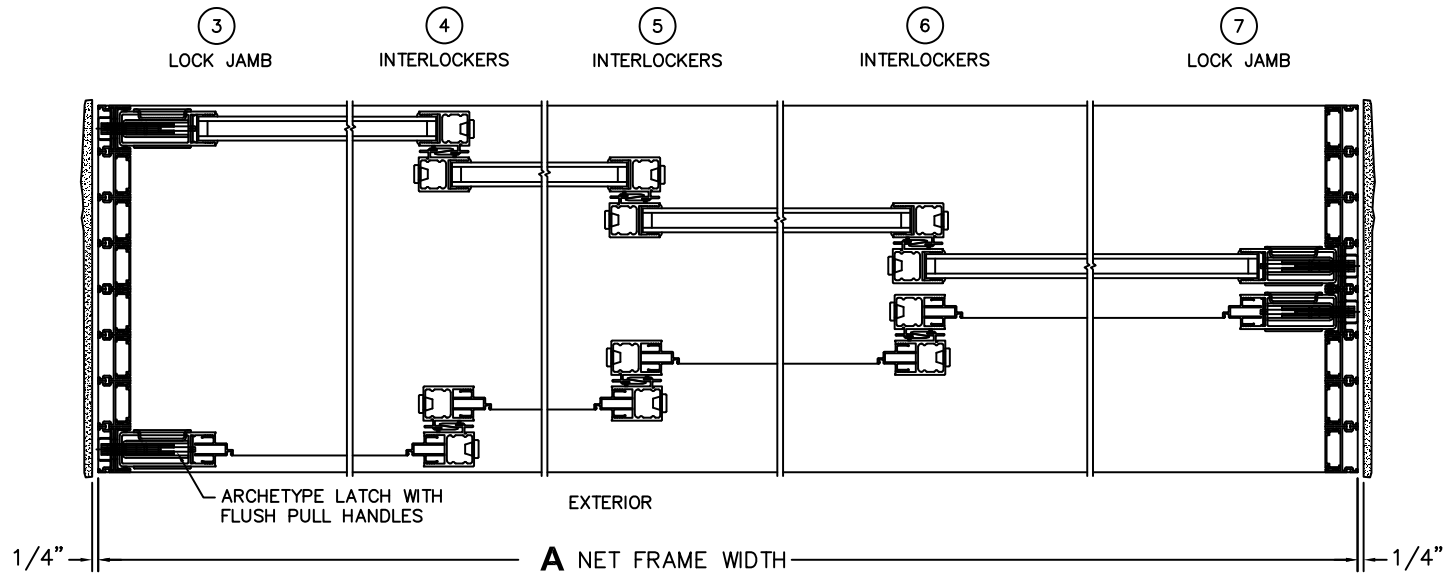 3 4 5 6 7
LOCK JAMB INTERLOCKERS INTERLOCKERS INTERLOCKERS LOCK JAMB
ARCHETYPE LATCH WITH
FLUSH PULL HANDLES
EXTERIOR
1/4” A NET FRAME WIDTH 1/4”